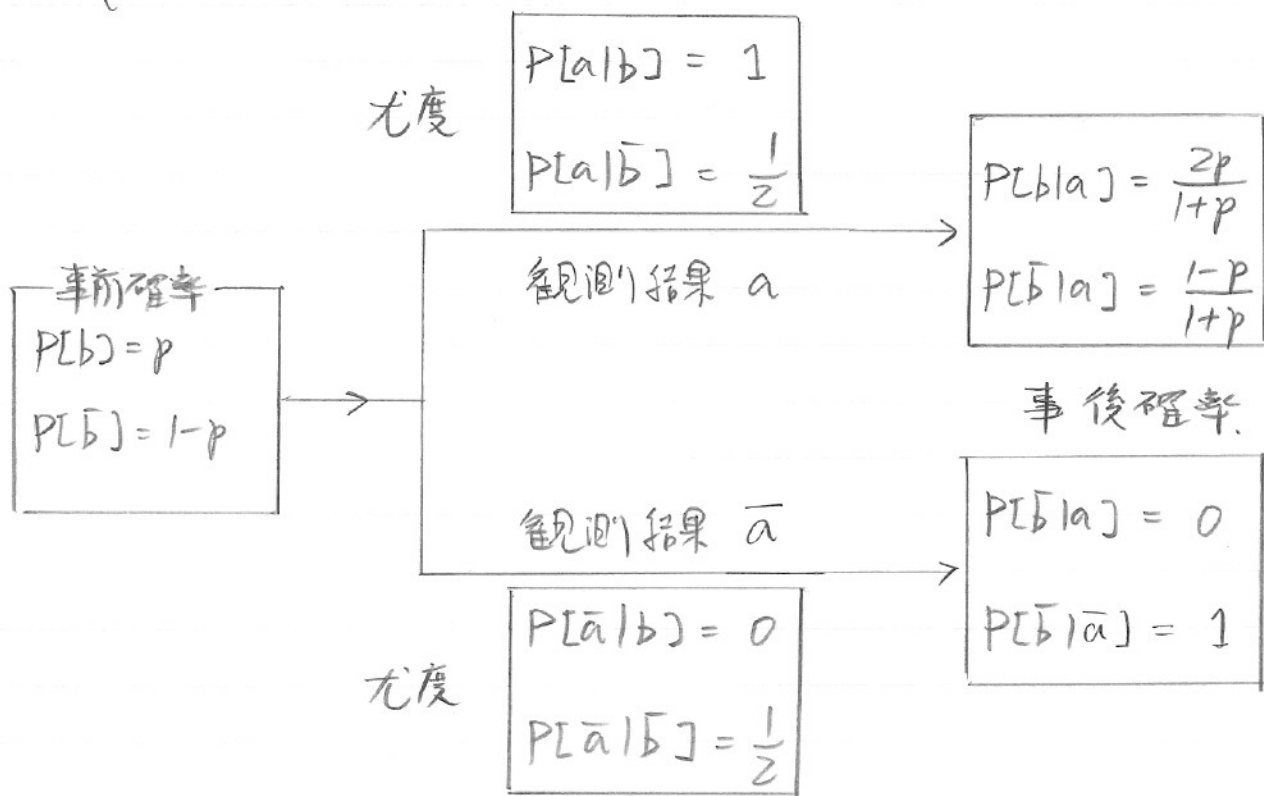 尤度
P[a|b] = 1
P[a|b̄] = 1/2
事前確率
P[b] = p
P[b̄] = 1-p
観測結果 a
P[b|a] = 2p/1+p
P[b̄|a] = 1-p/1+p
事後確率
観測結果 ā
P[b̄|a] = 0
P[b̄|ā] = 1
尤度
P[ā|b] = 0
P[ā|b̄] = 1/2